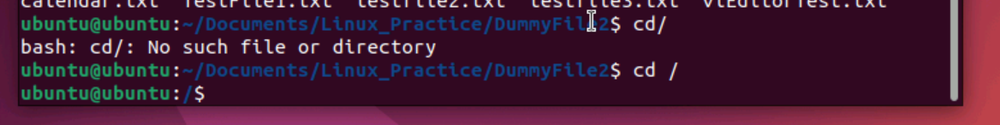 calendar.txt TestFile1.txt testfile2.txt testfile3.txt viEditorTest.txt
ubuntu@ubuntu:~/Documents/Linux_Practice/DummyFile2$ cd/
bash: cd/: No such file or directory
ubuntu@ubuntu:~/Documents/Linux_Practice/DummyFile2$ cd /
ubuntu@ubuntu:/$